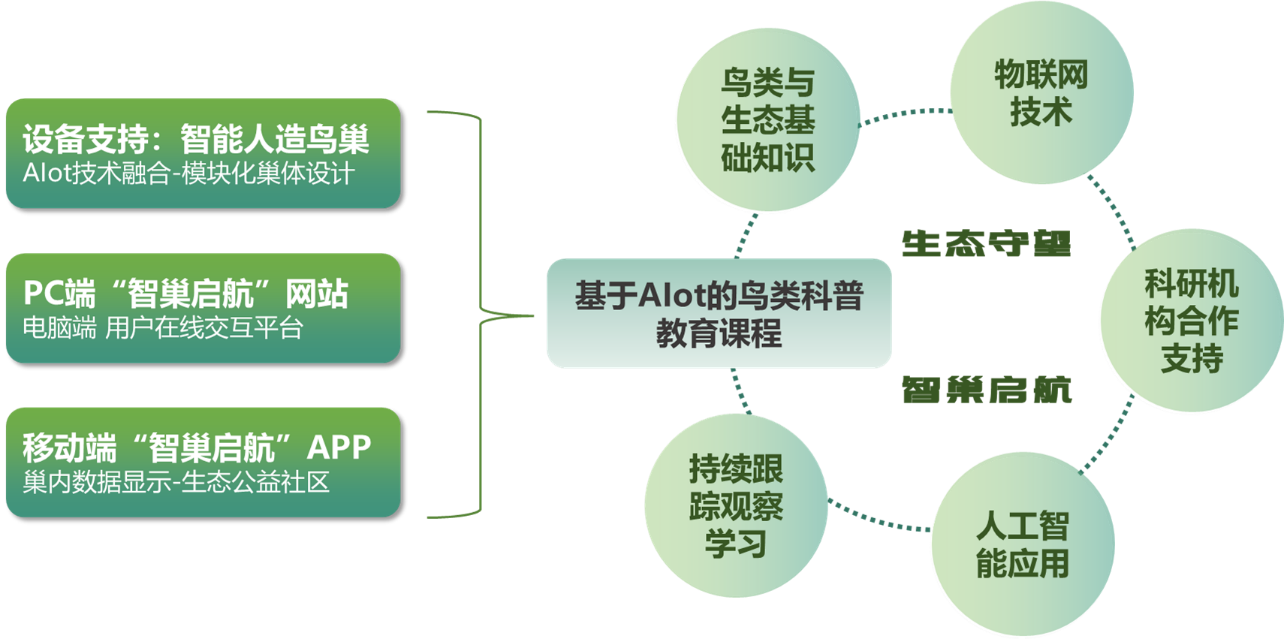 设备支持：智能人造鸟巢
AIot技术融合-模块化巢体设计
PC端“智巢启航”网站
电脑端 用户在线交互平台
移动端“智巢启航”APP
巢内数据显示-生态公益社区
基于AIot的鸟类科普
教育课程
鸟类与
生态基
础知识
物联网
技术
科研机
构合作
支持
人工智
能应用
持续跟
踪观察
学习
生态守望
智巢启航